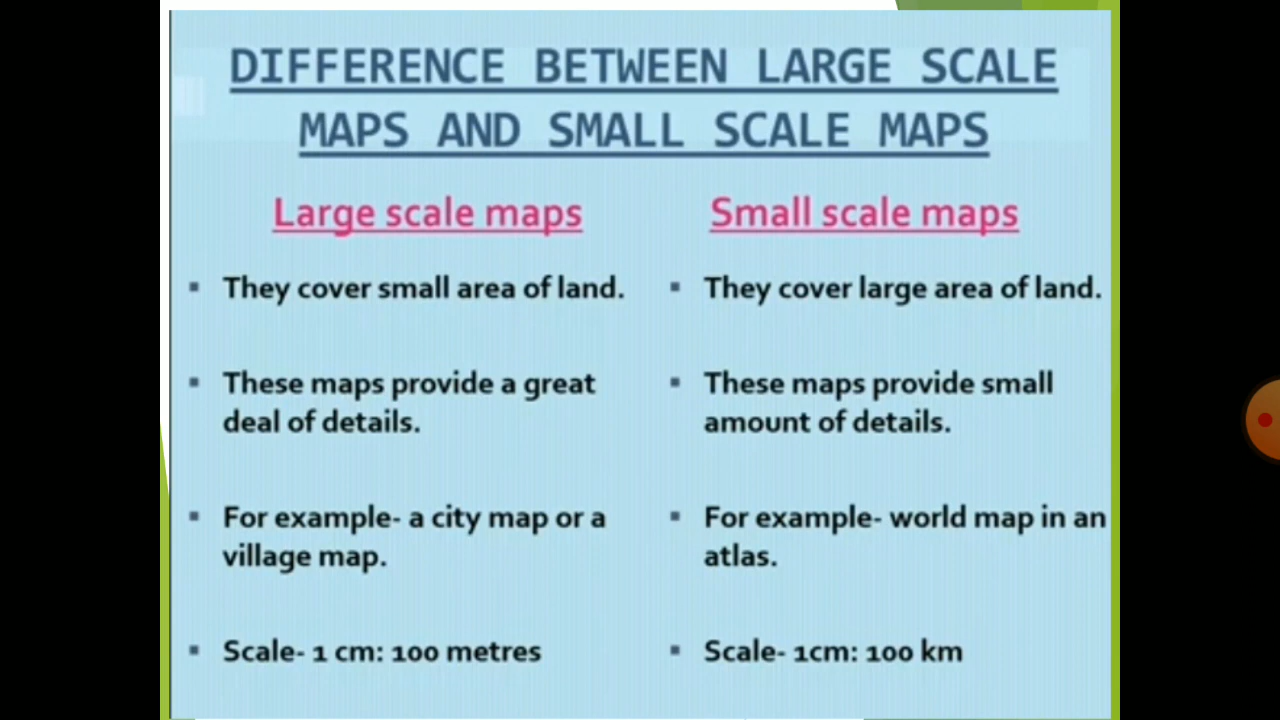 DIFFERENCE BETWEEN LARGE SCALE
MAPS AND SMALL SCALE MAPS
Large scale maps
They cover small area of land.
These maps provide a great
deal of details.
For example- a city map or a
village map.
Scale- 1 cm: 100 metres
Small scale maps
They cover large area of land.
These maps provide small
amount of details.
For example- world map in an
atlas.
Scale- 1cm: 100 km